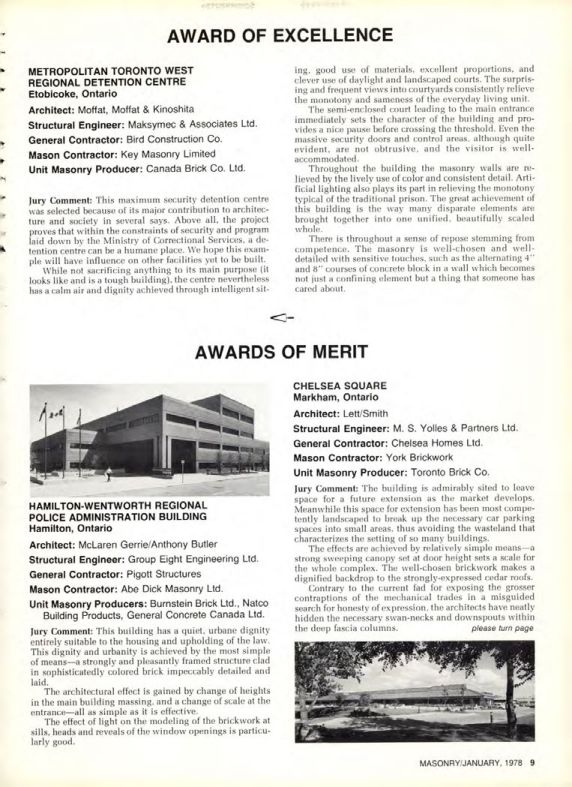 AWARD OF EXCELLENCE
METROPOLITAN TORONTO WEST
REGIONAL DETENTION CENTRE
Etobicoke, Ontario
Architect: Moffat, Moffat & Kinoshita
Structural Engineer: Maksymec & Associates Ltd.
General Contractor: Bird Construction Co.
Mason Contractor: Key Masonry Limited
Unit Masonry Producer: Canada Brick Co. Ltd.
Jury Comment: This maximum security detention centre
was selected because of its major contribution to architec-
ture and society in several says. Above all, the project
proves that within the constraints of security and program
laid down by the Ministry of Correctional Services, a de-
tention centre can be a humane place. We hope this exam-
ple will have influence on other facilities yet to be built.
While not sacrificing anything to its main purpose (it
looks like and is a tough building), the centre nevertheless
has a calm air and dignity achieved through intelligent sit-
ing, good use of materials, excellent proportions, and
clever use of daylight and landscaped courts. The surpris-
ing and frequent views into courtyards consistently relieve
the monotony and sameness of the everyday living unit.
The semi-enclosed court leading to the main entrance
immediately sets the character of the building and pro-
vides a nice pause before crossing the threshold. Even the
massive security doors and control areas, although quite
evident, are not obtrusive, and the visitor is well-
accommodated.
Throughout the building the masonry walls are re-
lieved by the lively use of color and consistent detail. Arti-
ficial lighting also plays its part in relieving the monotony
typical of the traditional prison. The great achievement of
this building is the way many disparate elements are
brought together into one unified, beautifully scaled
whole.
There is throughout a sense of repose stemming from
competence. The masonry is well-chosen and well-
detailed with sensitive touches, such as the alternating 4"
and 8" courses of concrete block in a wall which becomes
not just a confining element but a thing that someone has
cared about.
AWARDS OF MERIT
HAMILTON-WENTWORTH REGIONAL
POLICE ADMINISTRATION BUILDING
Hamilton, Ontario
Architect: McLaren Gerrie/Anthony Butler
Structural Engineer: Group Eight Engineering Ltd.
General Contractor: Pigott Structures
Mason Contractor: Abe Dick Masonry Ltd.
Unit Masonry Producers: Burnstein Brick Ltd., Natco
Building Products, General Concrete Canada Ltd.
Jury Comment: This building has a quiet, urbane dignity
entirely suitable to the housing and upholding of the law.
This dignity and urbanity is achieved by the most simple
of means—a strongly and pleasantly framed structure clad
in sophisticatedly colored brick impeccably detailed and
laid.
The architectural effect is gained by change of heights
in the main building massing, and a change of scale at the
entrance—all as simple as it is effective.
The effect of light on the modeling of the brickwork at
sills, heads and reveals of the window openings is particu-
larly good.
CHELSEA SQUARE
Markham, Ontario
Architect: Lett/Smith
Structural Engineer: M. S. Yolles & Partners Ltd.
General Contractor: Chelsea Homes Ltd.
Mason Contractor: York Brickwork
Unit Masonry Producer: Toronto Brick Co.
Jury Comment: The building is admirably sited to leave
space for a future extension as the market develops.
Meanwhile this space for extension has been most compe-
tently landscaped to break up the necessary car parking
spaces into small areas, thus avoiding the wasteland that
characterizes the setting of so many buildings.
The effects are achieved by relatively simple means—a
strong sweeping canopy set at door height sets a scale for
the whole complex. The well-chosen brickwork makes a
dignified backdrop to the strongly-expressed cedar roofs.
Contrary to the current fad for exposing the grosser
contraptions of the mechanical trades in a misguided
search for honesty of expression, the architects have neatly
hidden the necessary swan-necks and downspouts within
the deep fascia columns. please turn page
MASONRY/JANUARY, 1978 9